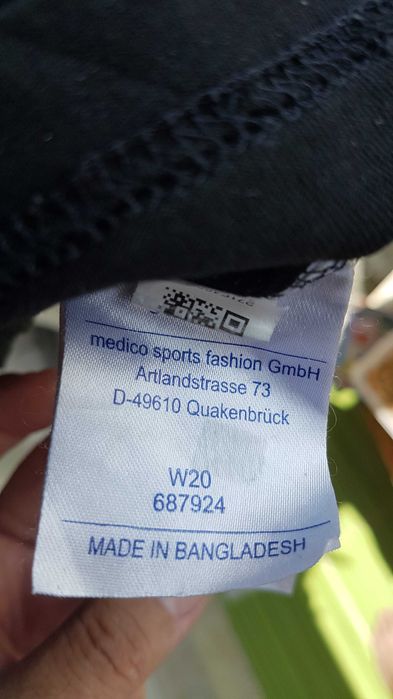 medico sports fashion GmbH
Artlandstrasse 73
D-49610 Quakenbrück
W20
687924
MADE IN BANGLADESH